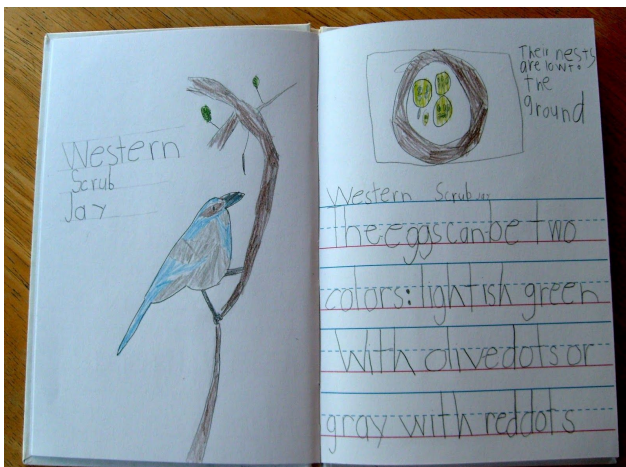 Western
Scrub
Jay
Their nests
are low to
the
ground
Western Scrub Jay
The eggs can be two
colors: lightish green
With olive dots or
gray with red dots